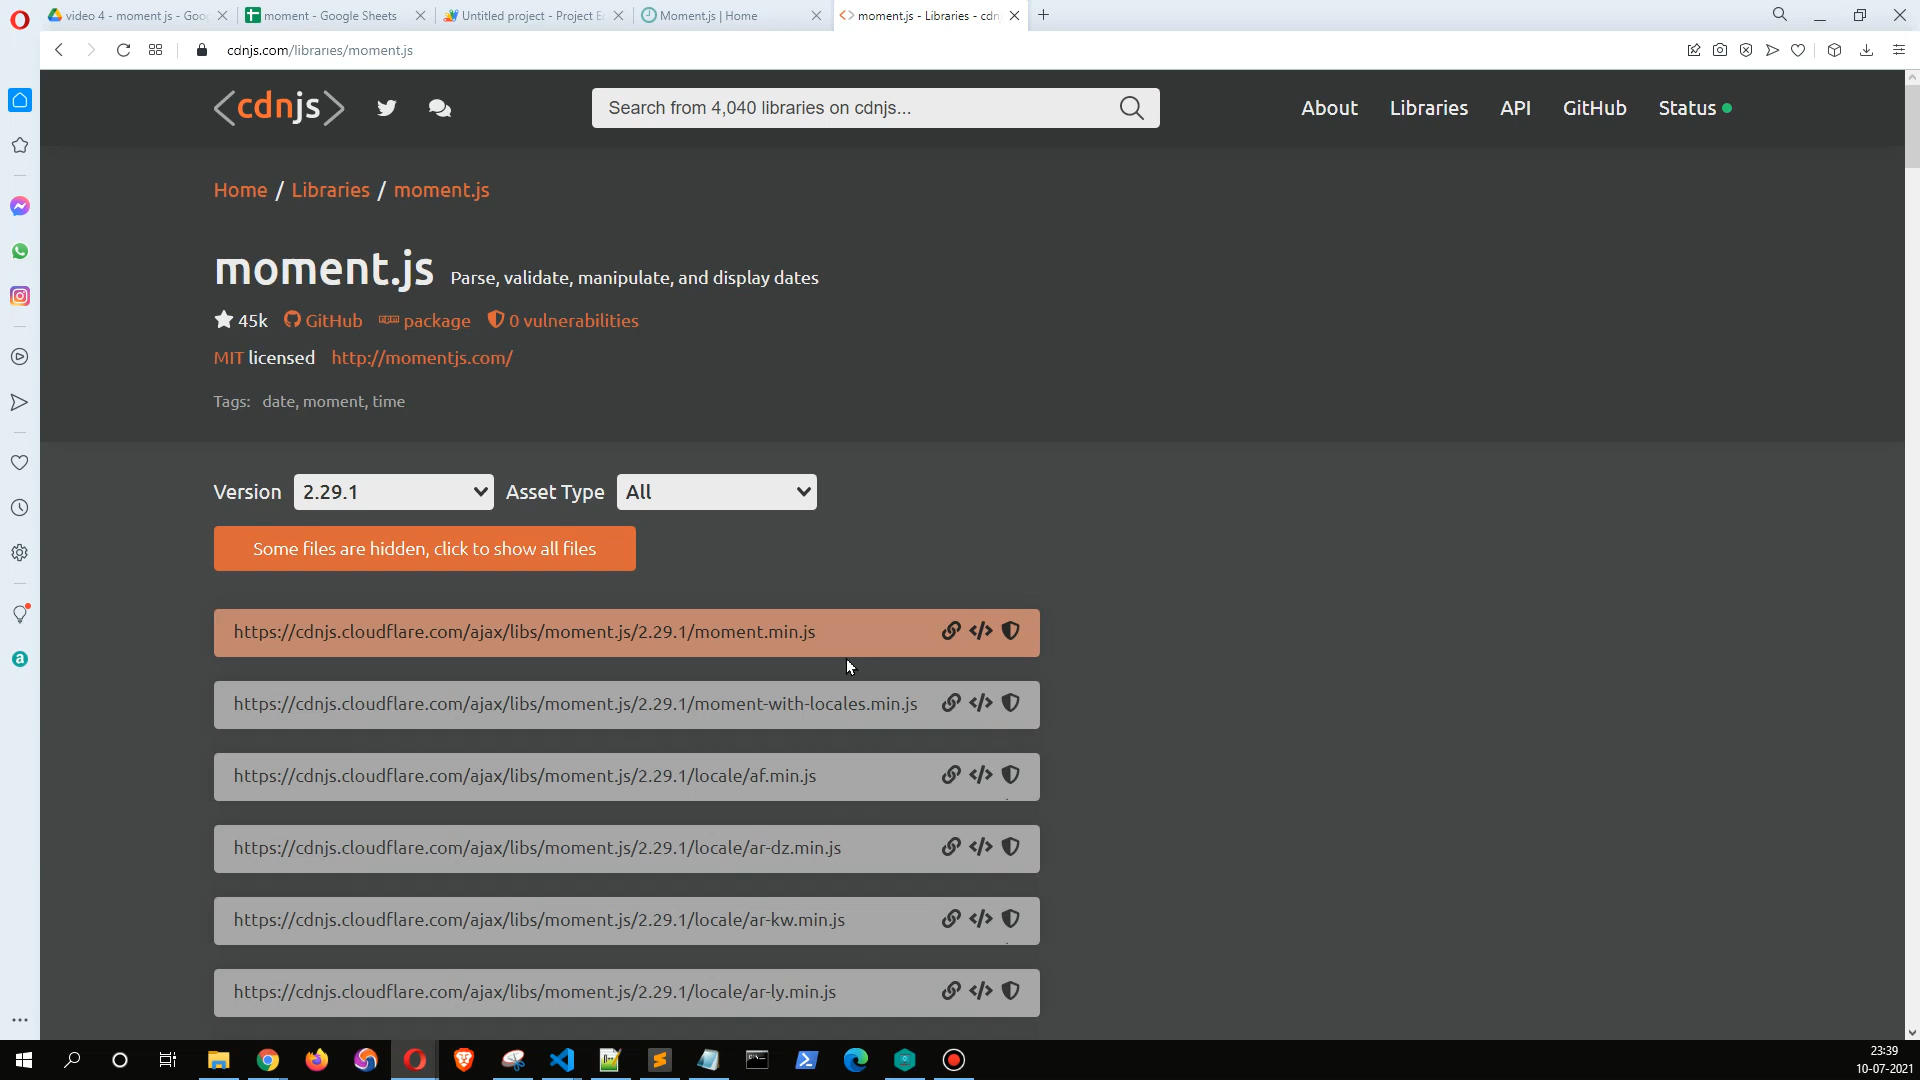 video 4 - moment js - Goo
moment - Google Sheets
Untitled project - Project E
Moment.js | Home
<> moment.js - Libraries - cdn
cdnjs.com/libraries/moment.js
<cdnjs>
Search from 4,040 libraries on cdnjs...
About
Libraries
API
GitHub
Status
Home / Libraries / moment.js
moment.js Parse, validate, manipulate, and display dates
45k GitHub npm package 0 vulnerabilities
MIT licensed http://momentjs.com/
Tags: date, moment, time
Version 2.29.1 Asset Type All
Some files are hidden, click to show all files
https://cdnjs.cloudflare.com/ajax/libs/moment.js/2.29.1/moment.min.js
https://cdnjs.cloudflare.com/ajax/libs/moment.js/2.29.1/moment-with-locales.min.js
https://cdnjs.cloudflare.com/ajax/libs/moment.js/2.29.1/locale/af.min.js
https://cdnjs.cloudflare.com/ajax/libs/moment.js/2.29.1/locale/ar-dz.min.js
https://cdnjs.cloudflare.com/ajax/libs/moment.js/2.29.1/locale/ar-kw.min.js
https://cdnjs.cloudflare.com/ajax/libs/moment.js/2.29.1/locale/ar-ly.min.js
23:39
10-07-2021